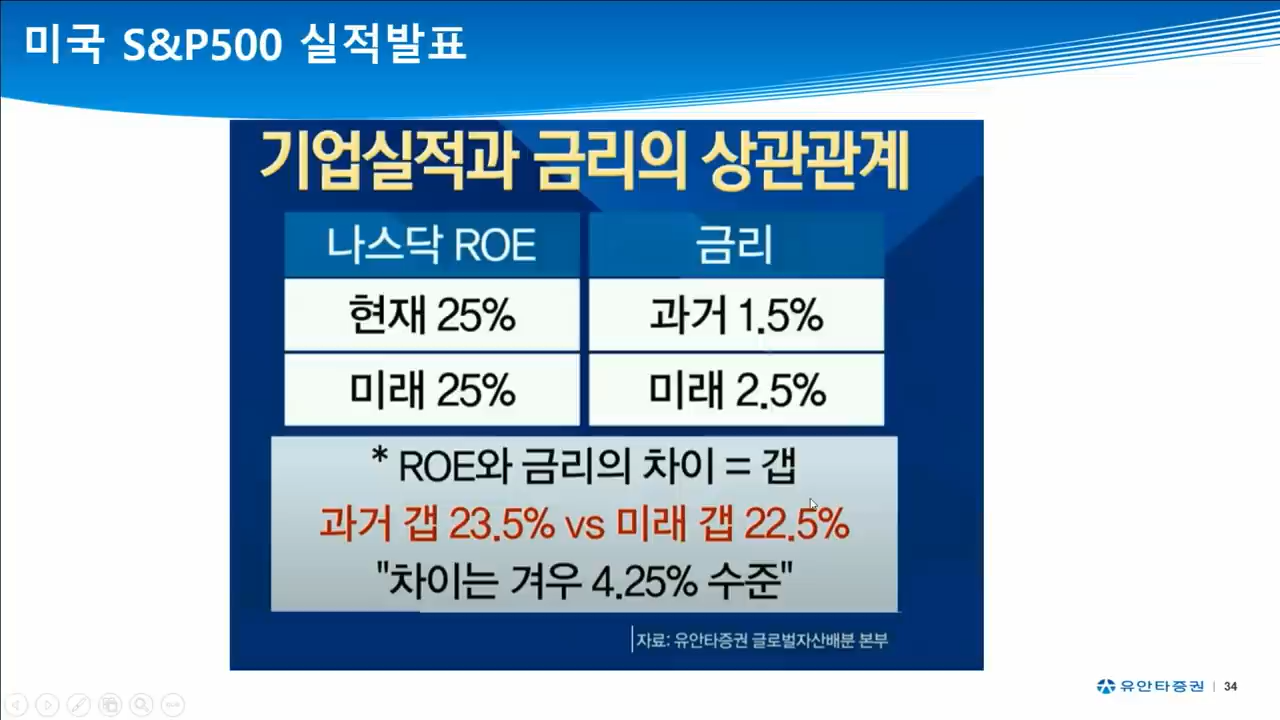 미국 S&P500 실적발표
기업실적과 금리의 상관관계
나스닥 ROE 금리
현재 25% 과거 1.5%
미래 25% 미래 2.5%
* ROE와 금리의 차이 = 갭
과거 갭 23.5% vs 미래 갭 22.5%
"차이는 겨우 4.25% 수준"
자료: 유안타증권 글로벌자산배분 본부
유안타증권 | 34